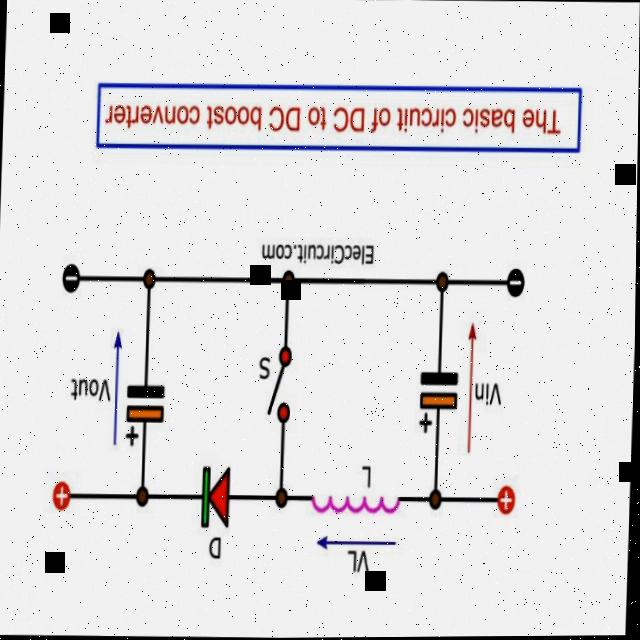 VL
D
L
+
+
+
+
Vin
S
Vout
-
-
ElecCircuit.com
The basic circuit of DC to DC boost converter